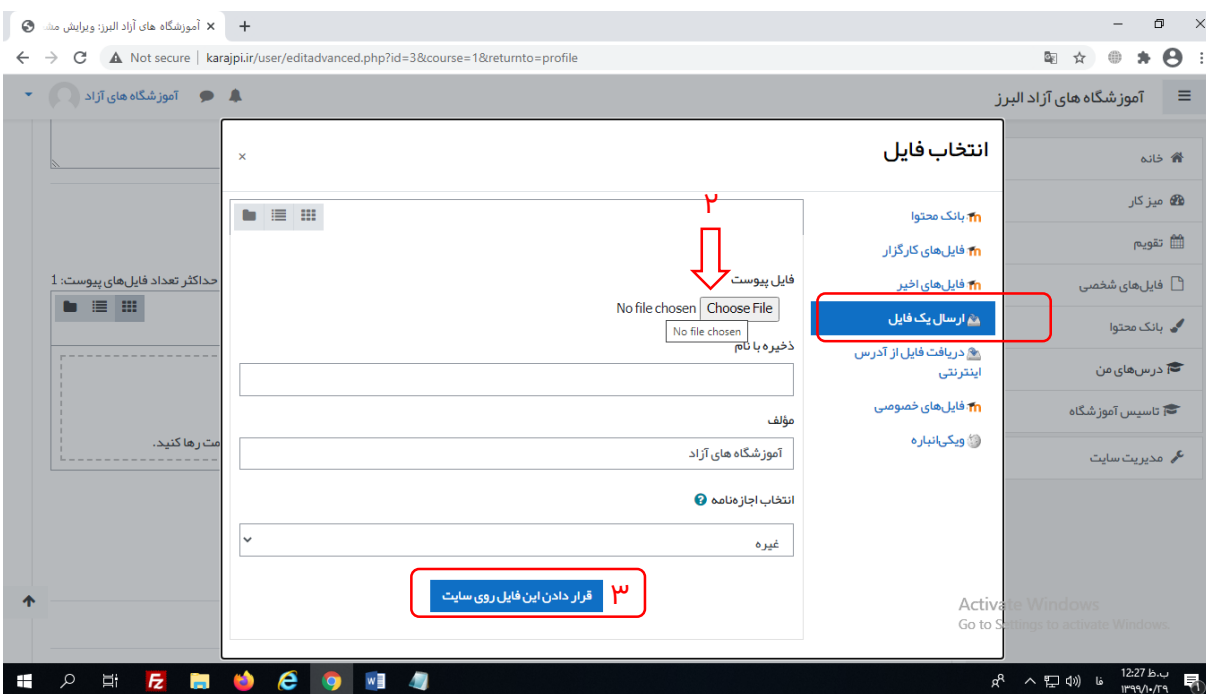 آموزشگاه های آزاد البرز: ویرایش مش
Not secure | karajpi.ir/user/editadvanced.php?id=3&course=1&returnto=profile
آموزشگاه های آزاد البرز
آموزشگاه های آزاد
انتخاب فایل
×
خانه
میز کار
تقویم
فایل‌های شخصی
بانک محتوا
درس‌های من
تاسیس آموزشگاه
مدیریت سایت
بانک محتوا
فایل‌های کارگزار
فایل‌های اخیر
ارسال یک فایل
دریافت فایل از آدرس
اینترنتی
فایل‌های خصوصی
ویکی‌انباره
۲
فایل پیوست
Choose File No file chosen
No file chosen
ذخیره با نام
مؤلف
آموزشگاه های آزاد
انتخاب اجازه‌نامه
غیره
۳ قرار دادن این فایل روی سایت
حداکثر تعداد فایل‌های پیوست: 1
مت رها کنید.
Activate Windows
Go to Settings to activate Windows.
فا
12:27 ب.ظ
۱۳۹۹/۱۰/۲۹